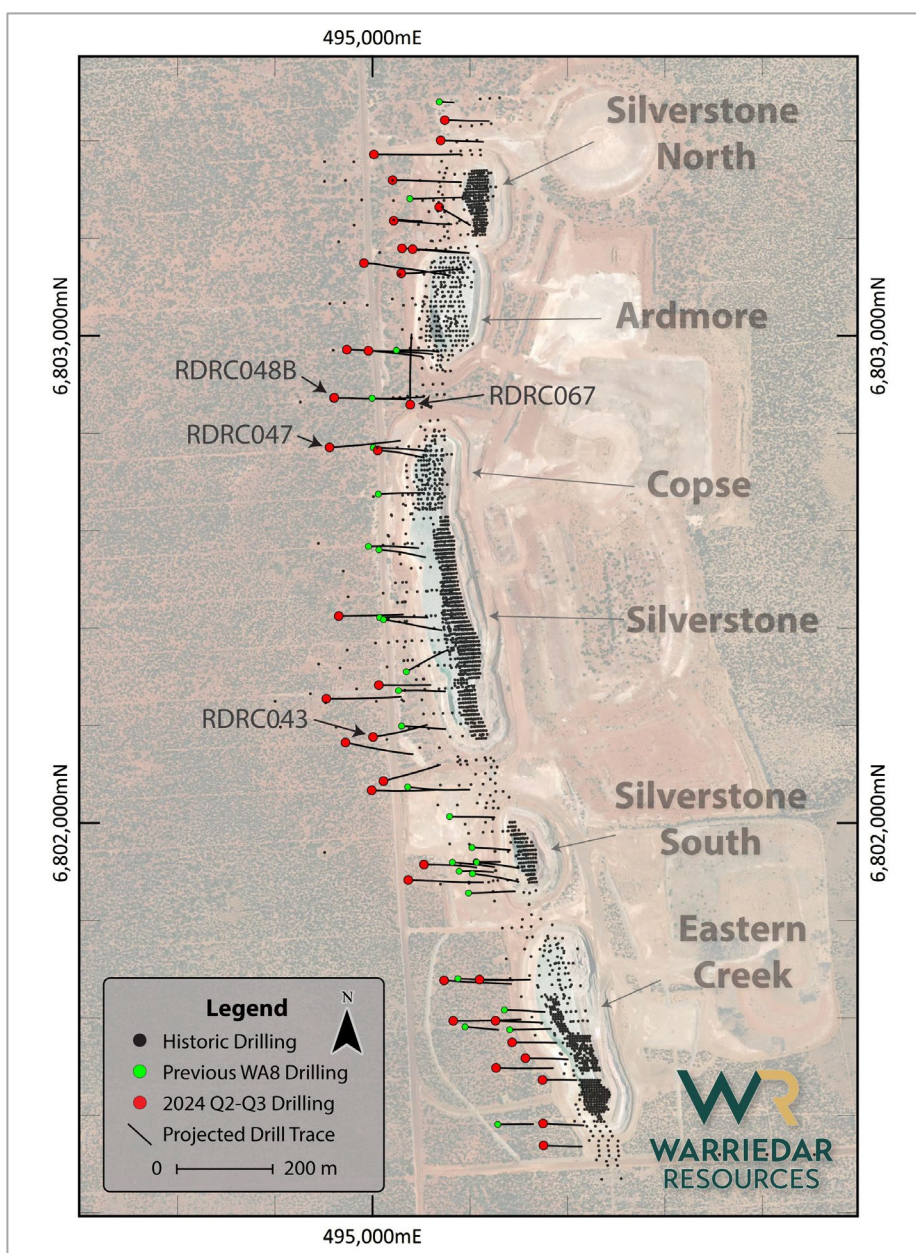 495,000mE
Silverstone
North
6,803,000mN
6,803,000mN
Ardmore
RDRC048B
RDRC067
RDRC047
Copse
Silverstone
RDRC043
6,802,000mN
6,802,000mN
Silverstone
South
Eastern
Creek
Legend
N
Historic Drilling
Previous WA8 Drilling
2024 Q2-Q3 Drilling
Projected Drill Trace
0 200 m
WR
WARRIEDAR
RESOURCES
495,000mE